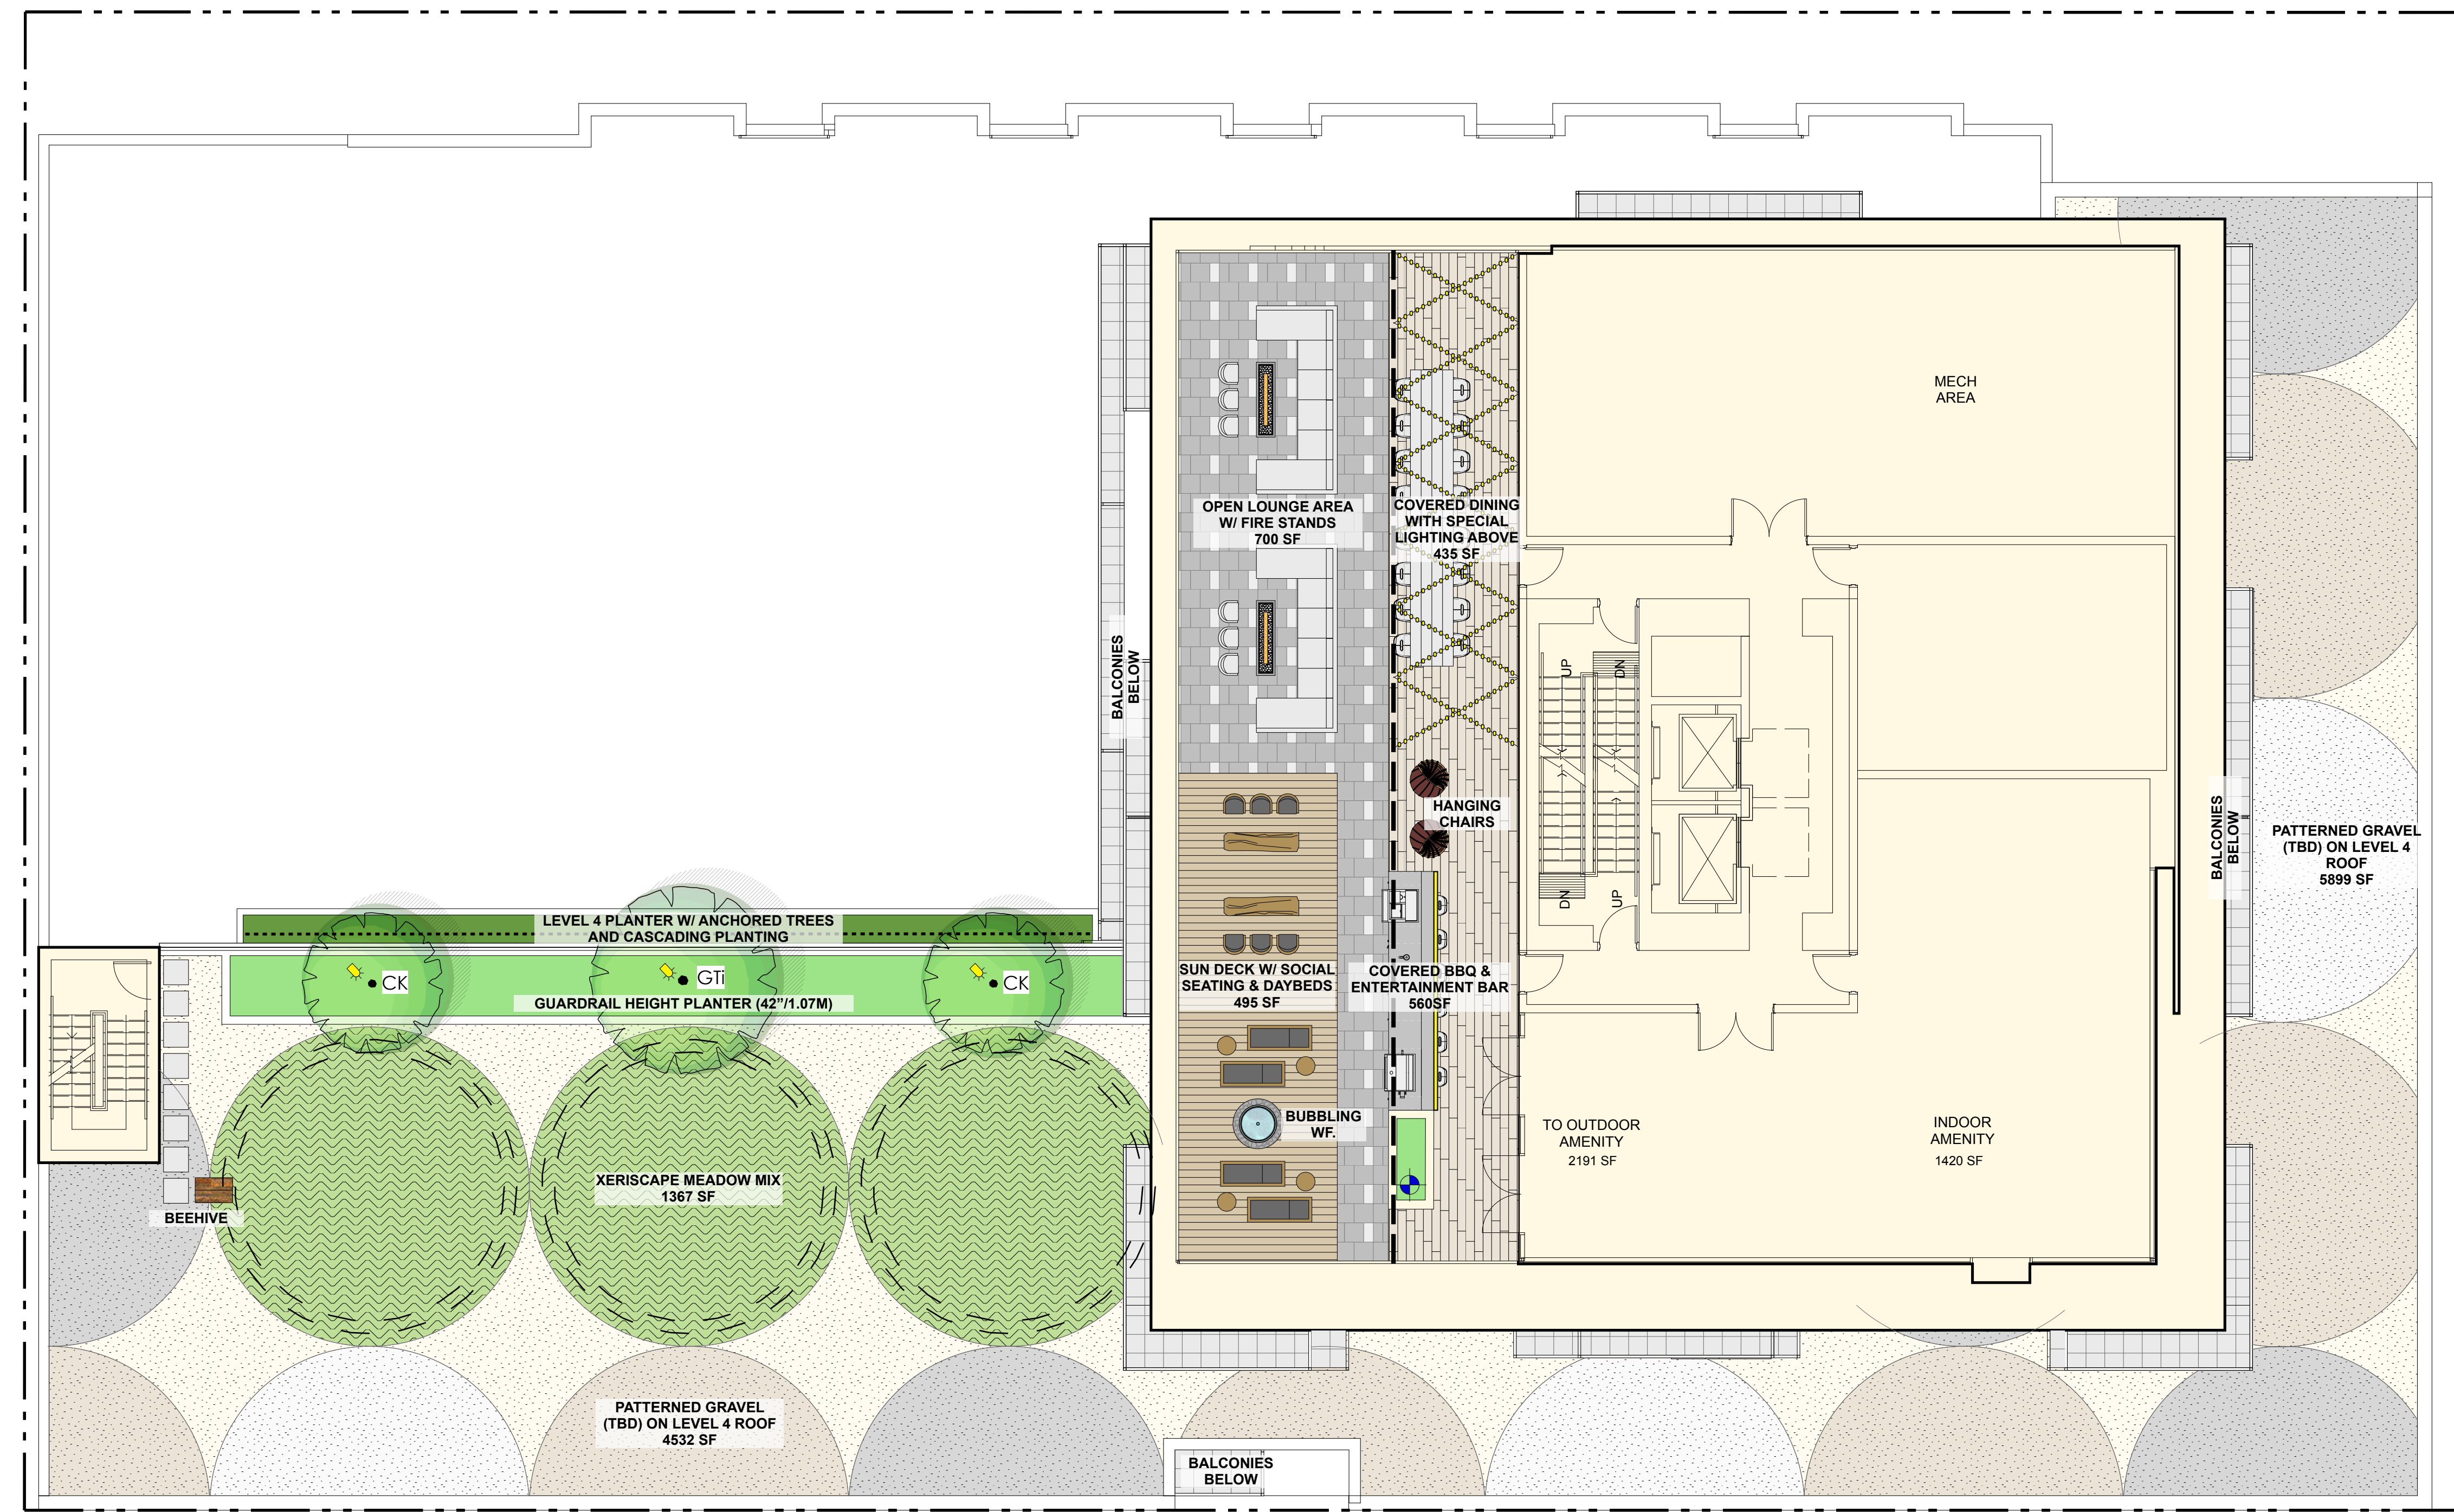 MECH
AREA
OPEN LOUNGE AREA
W/ FIRE STANDS
700 SF
COVERED DINING
WITH SPECIAL
LIGHTING ABOVE
435 SF
BALCONIES
BELOW
UP
DN
HANGING
CHAIRS
DN
UP
BALCONIES
BELOW
PATTERNED GRAVEL
(TBD) ON LEVEL 4
ROOF
5899 SF
LEVEL 4 PLANTER W/ ANCHORED TREES
AND CASCADING PLANTING
CK
GTi
CK
GUARDRAIL HEIGHT PLANTER (42"/1.07M)
SUN DECK W/ SOCIAL
SEATING & DAYBEDS
495 SF
COVERED BBQ &
ENTERTAINMENT BAR
560SF
BUBBLING
WF.
TO OUTDOOR
AMENITY
2191 SF
INDOOR
AMENITY
1420 SF
XERISCAPE MEADOW MIX
1367 SF
BEEHIVE
PATTERNED GRAVEL
(TBD) ON LEVEL 4 ROOF
4532 SF
BALCONIES
BELOW